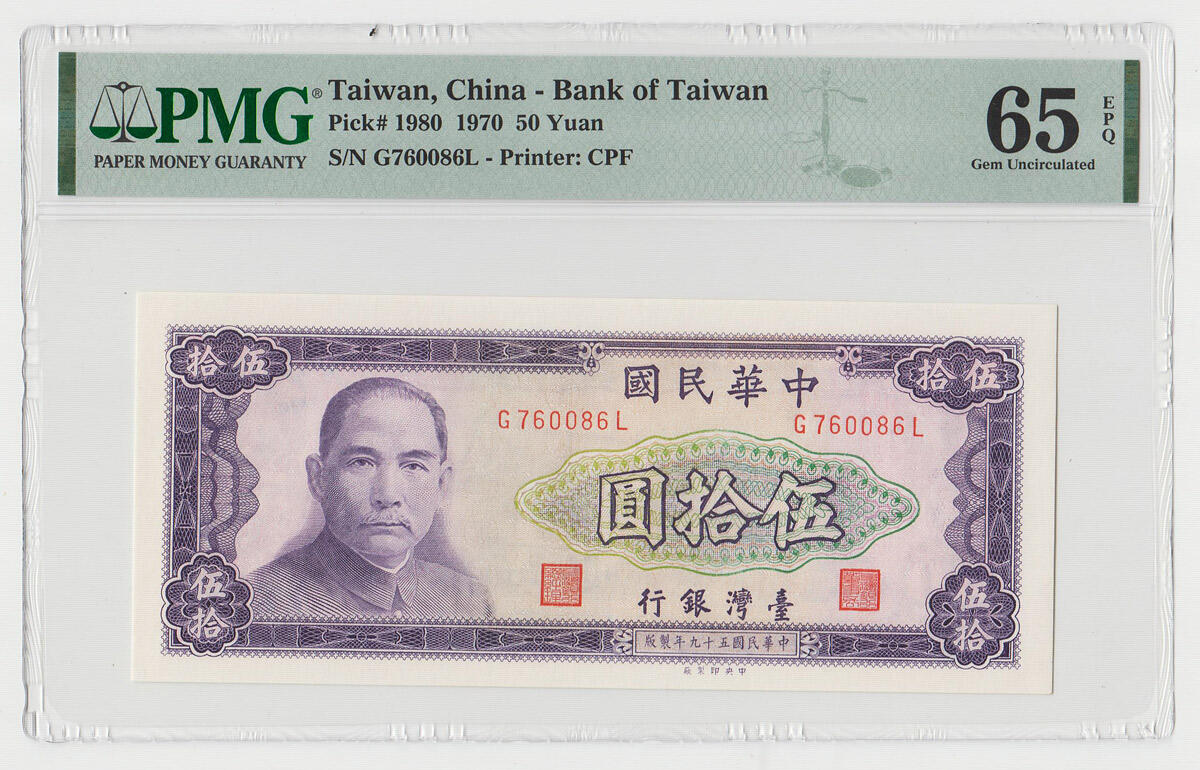 PMG®
PAPER MONEY GUARANTY
Taiwan, China - Bank of Taiwan
Pick# 1980 1970 50 Yuan
S/N G760086L - Printer: CPF
65
EPQ
Gem Uncirculated
伍拾
伍拾
中華民國
G760086L
G760086L
伍拾圓
臺灣銀行
伍拾
伍拾
中華民國五十九年製版
中央印製廠